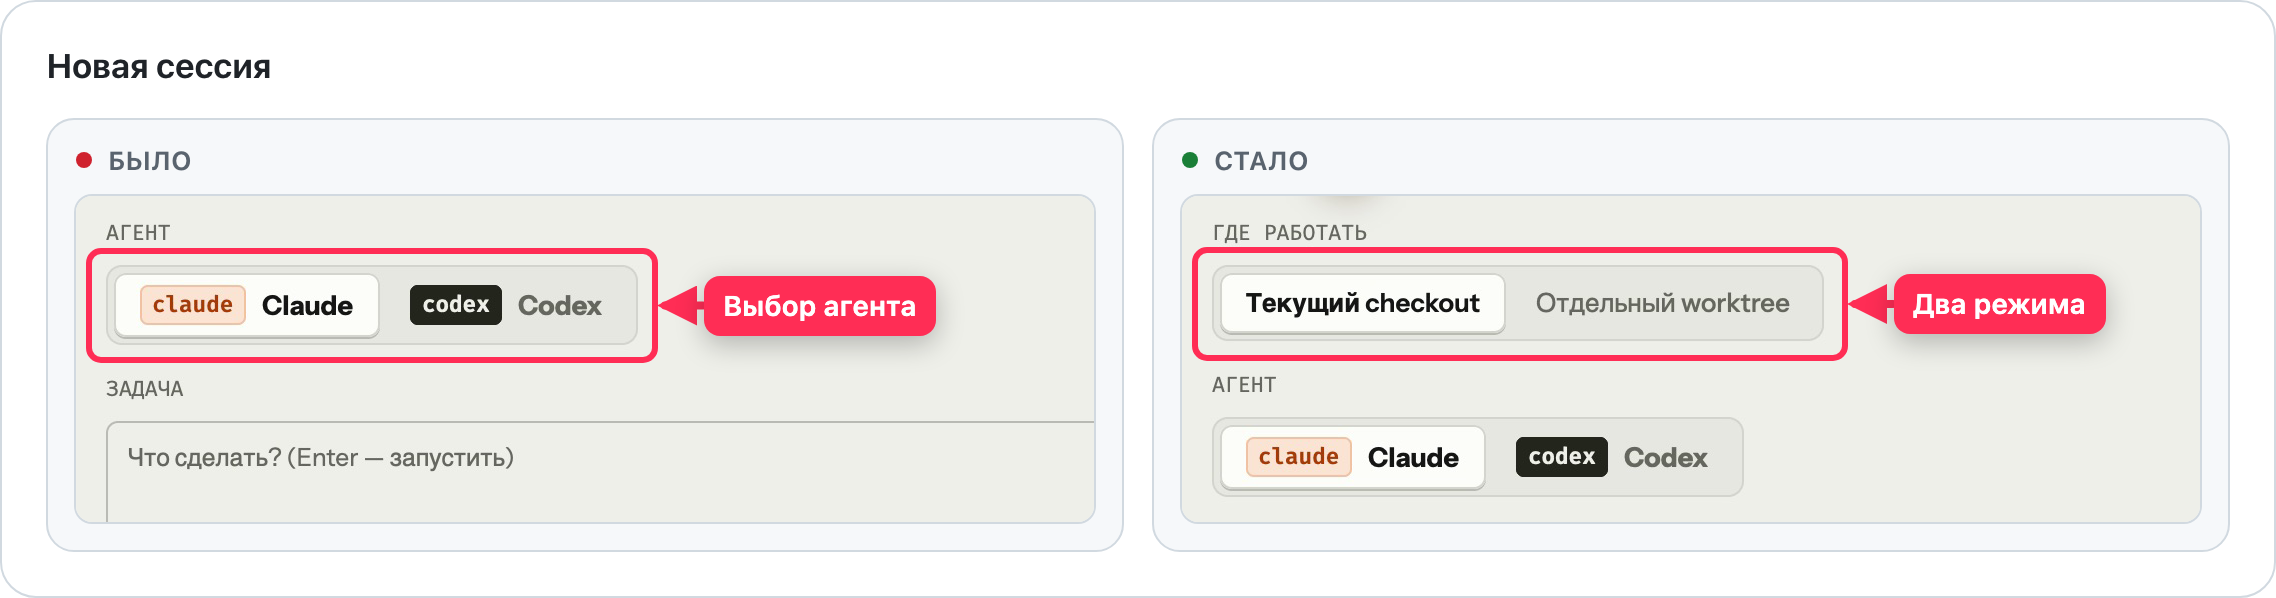 Новая сессия
БЫЛО
АГЕНТ
claude Claude codex Codex
Выбор агента
ЗАДАЧА
Что сделать? (Enter — запустить)
СТАЛО
ГДЕ РАБОТАТЬ
Текущий checkout Отдельный worktree
Два режима
АГЕНТ
claude Claude codex Codex